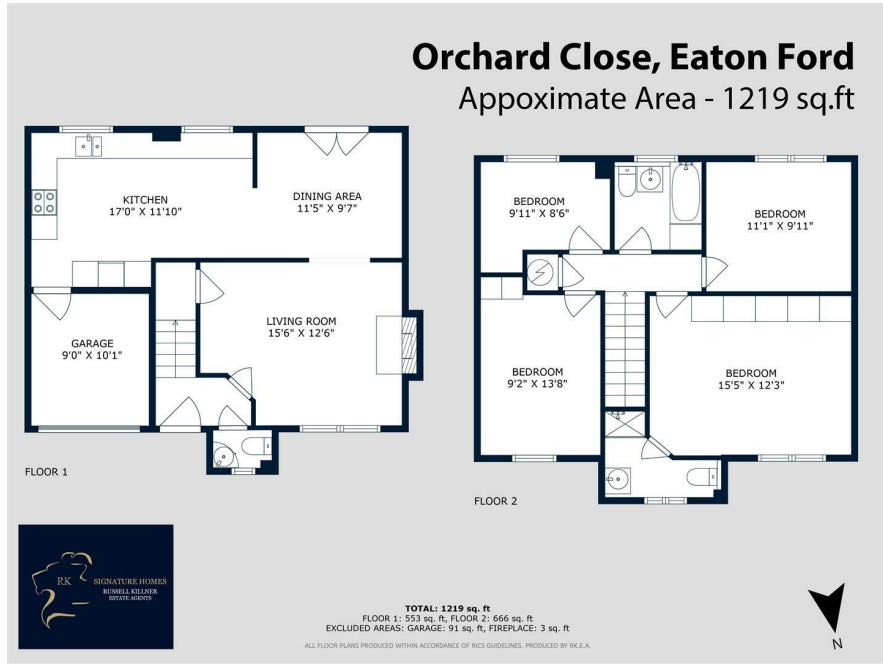 Orchard Close, Eaton Ford
Appoximate Area - 1219 sq.ft
KITCHEN
17'0" X 11'10"
DINING AREA
11'5" X 9'7"
LIVING ROOM
15'6" X 12'6"
GARAGE
9'0" X 10'1"
FLOOR 1
BEDROOM
9'11" X 8'6"
BEDROOM
11'1" X 9'11"
BEDROOM
9'2" X 13'8"
BEDROOM
15'5" X 12'3"
FLOOR 2
RK
SIGNATURE HOMES
RUSSELL KILLNER
ESTATE AGENTS
TOTAL: 1219 sq. ft
FLOOR 1: 553 sq. ft, FLOOR 2: 666 sq. ft
EXCLUDED AREAS: GARAGE: 91 sq. ft, FIREPLACE: 3 sq. ft
ALL FLOOR PLANS PRODUCED WITHIN ACCORDANCE OF RICS GUIDELINES. PRODUCED BY RK.E.A.
N